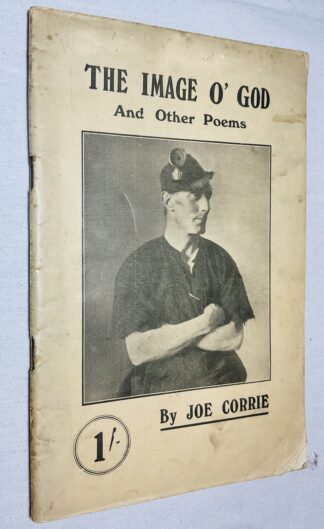 THE IMAGE O' GOD
And Other Poems
By JOE CORRIE
1/-